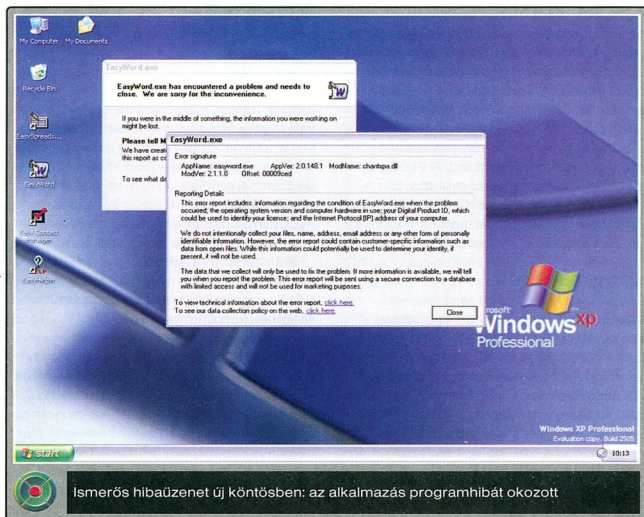 My Computer
My Documents
Recycle Bin
EasySpreads...
EasyWord
Easy Contact
Manager
EasyHelper
EasyWord.exe
EasyWord.exe has encountered a problem and needs to
close. We are sorry for the inconvenience.
If you were in the middle of something, the information you were working on
might be lost.
Please tell M
We have creat
this report as co
To see what da
EasyWord.exe
Error signature
AppName: easyword.exe AppVer: 2.0.148.1 ModName: chantxpa.dll
ModVer: 2.1.1.0 Offset: 00009ced
Reporting Details
This error report includes: information regarding the condition of EasyWord.exe when the problem
occurred; the operating system version and computer hardware in use; your Digital Product ID, which
could be used to identify your license; and the Internet Protocol (IP) address of your computer.
We do not intentionally collect your files, name, address, email address or any other form of personally
identifiable information. However, the error report could contain customer-specific information such as
data from open files. While this information could potentially be used to determine your identity, if
present, it will not be used.
The data that we collect will only be used to fix the problem. If more information is available, we will tell
you when you report the problem. This error report will be sent using a secure connection to a database
with limited access and will not be used for marketing purposes.
To view technical information about the error report, click here.
To see our data collection policy on the web, click here.
Close
rosoft
Windows xp
Professional
Windows XP Professional
Evaluation copy. Build 2505
start
10:13
Ismerős hibaüzenet új köntösben: az alkalmazás programhibát okozott